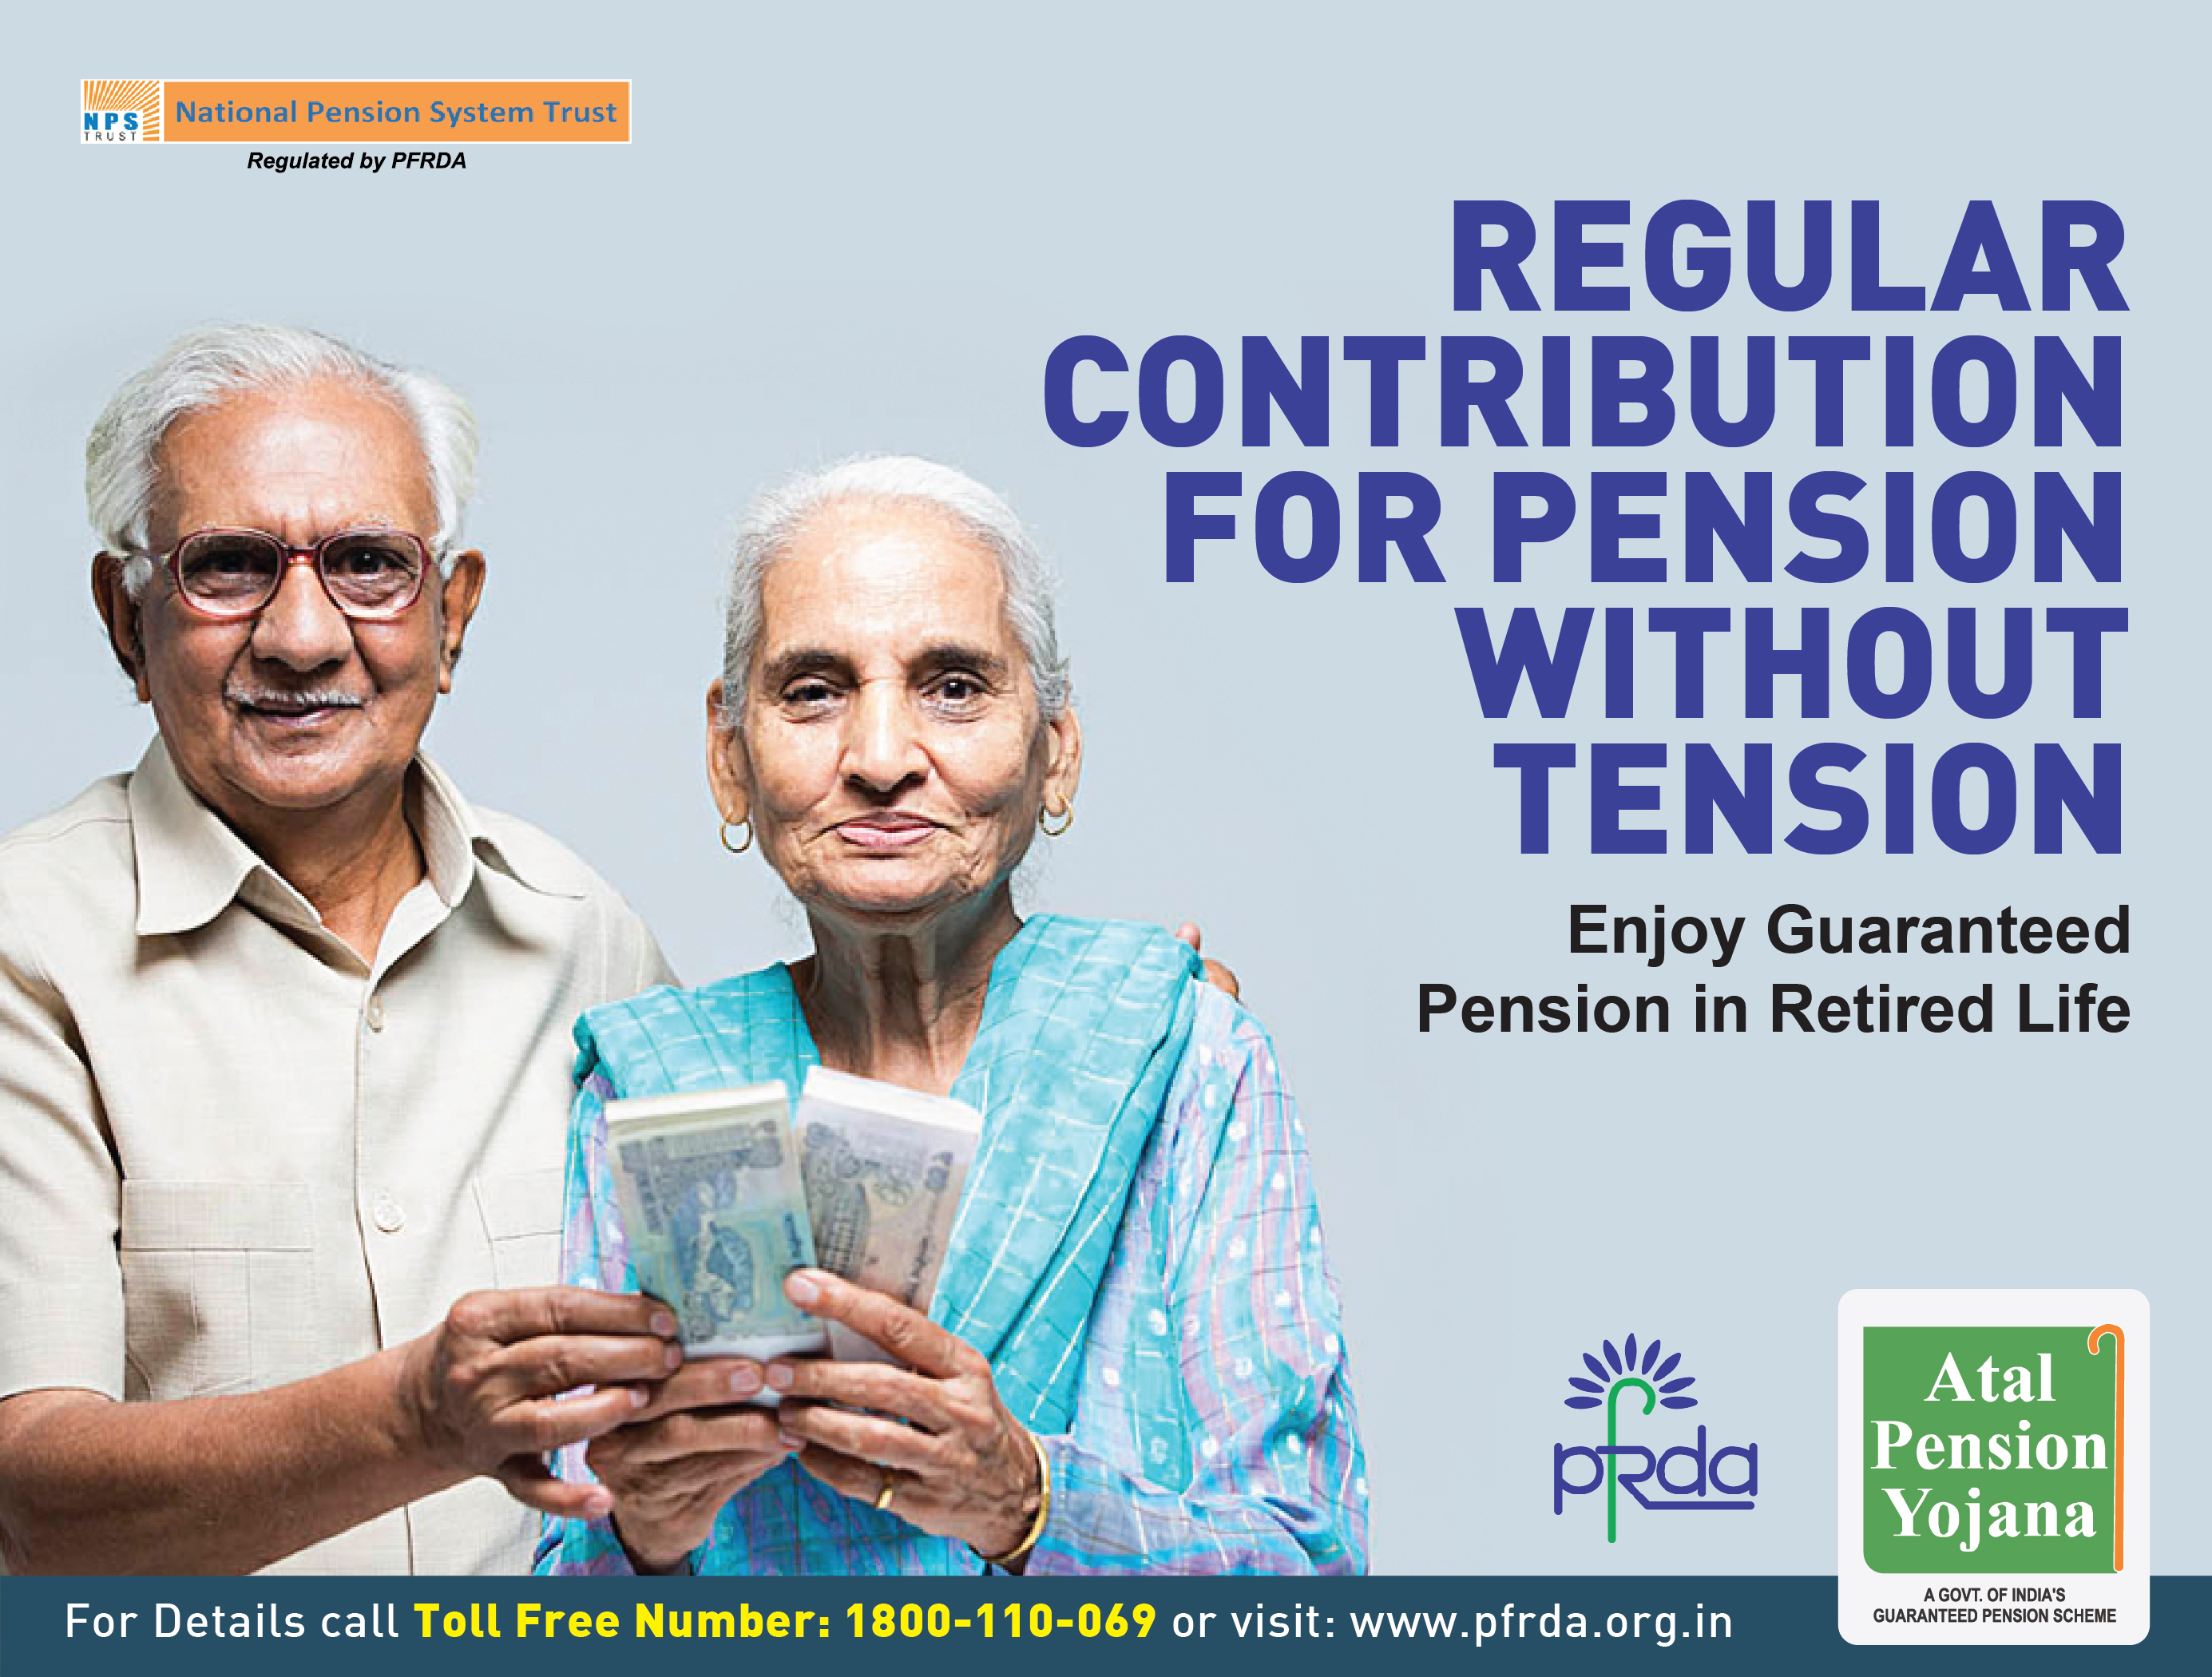 NPS
TRUST
National Pension System Trust
Regulated by PFRDA
REGULAR
CONTRIBUTION
FOR PENSION
WITHOUT
TENSION
Enjoy Guaranteed
Pension in Retired Life
pfrda
Atal
Pension
Yojana
A GOVT. OF INDIA'S
GUARANTEED PENSION SCHEME
For Details call Toll Free Number: 1800-110-069 or visit: www.pfrda.org.in